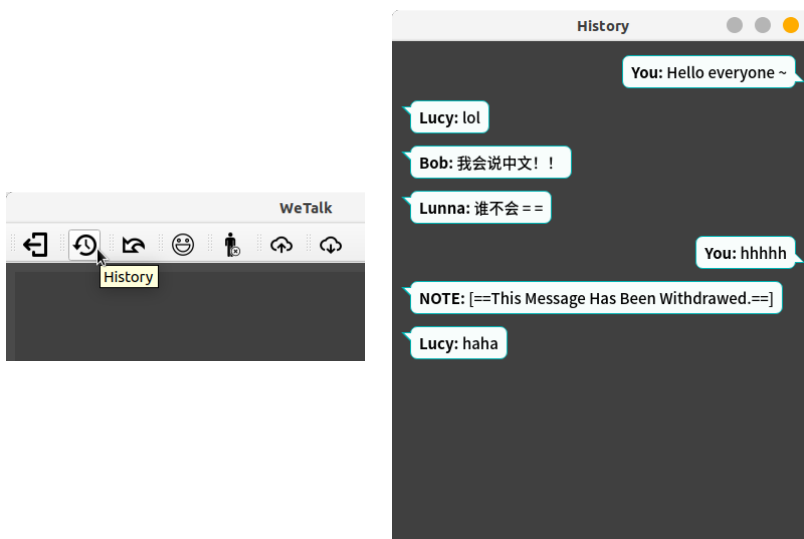 WeTalk
History
History
You: Hello everyone ~
Lucy: lol
Bob: 我会说中文！！
Lunna: 谁不会 = =
You: hhhhh
NOTE: [==This Message Has Been Withdrawed.==]
Lucy: haha